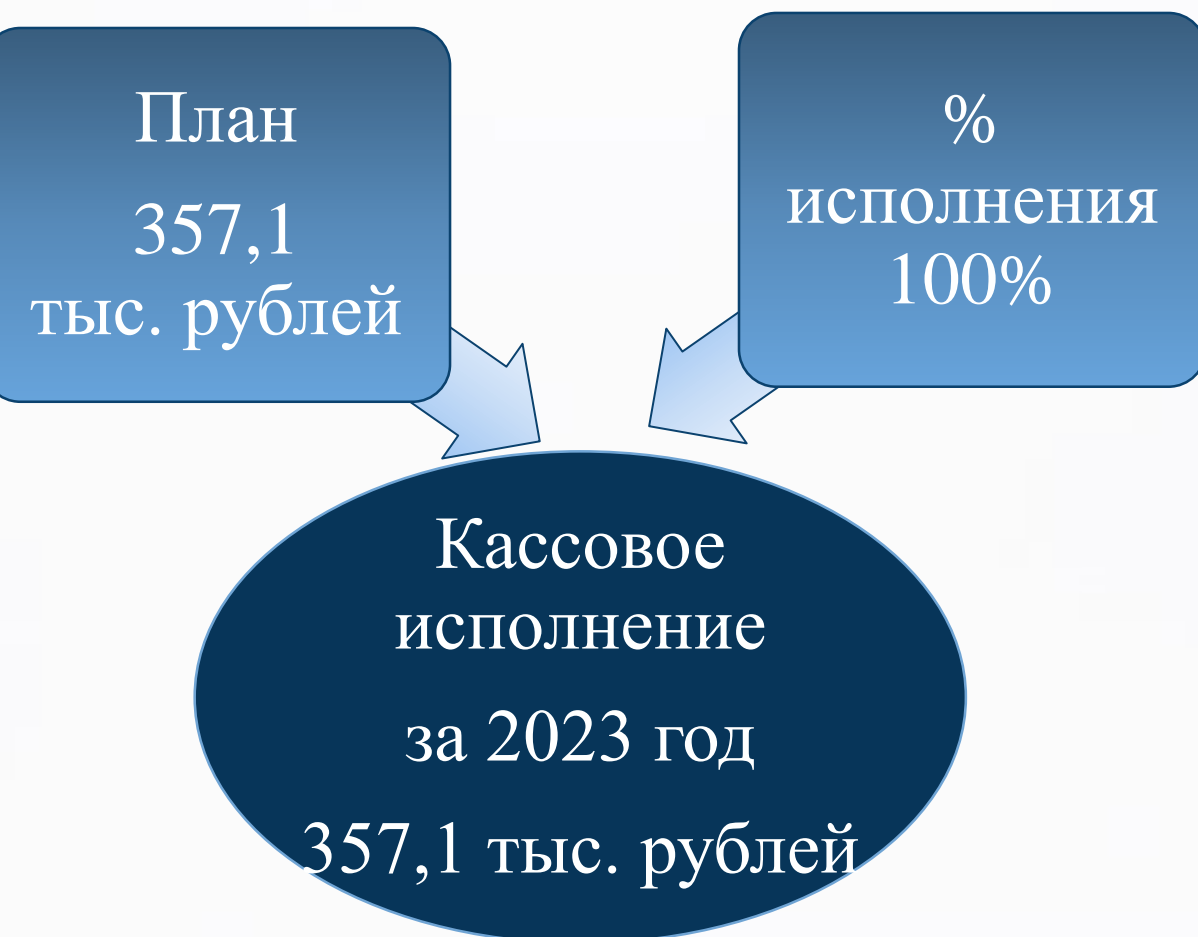 План
357,1
тыс. рублей
%
исполнения
100%
Кассовое
исполнение
за 2023 год
357,1 тыс. рублей